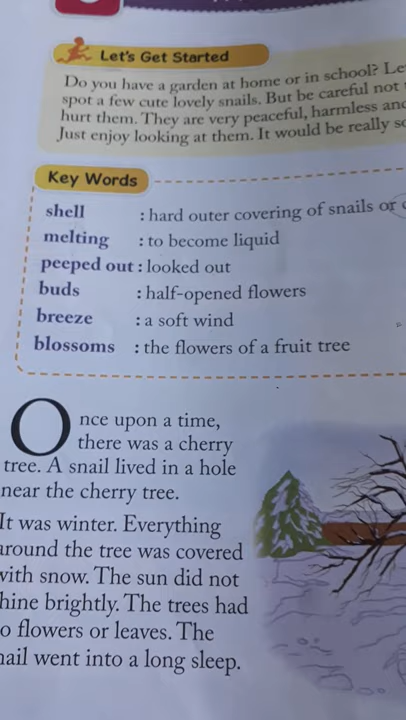 Let's Get Started
Do you have a garden at home or in school?
spot a few cute lovely snails. But be careful not
hurt them. They are very peaceful, harmless
Just enjoy looking at them. It would be really
Key Words
shell : hard outer covering of snails or
melting : to become liquid
peeped out : looked out
buds : half-opened flowers
breeze : a soft wind
blossoms : the flowers of a fruit tree
Once upon a time,
there was a cherry
tree. A snail lived in a hole
near the cherry tree.
It was winter. Everything
around the tree was covered
with snow. The sun did not
hine brightly. The trees had
o flowers or leaves. The
nail went into a long sleep.